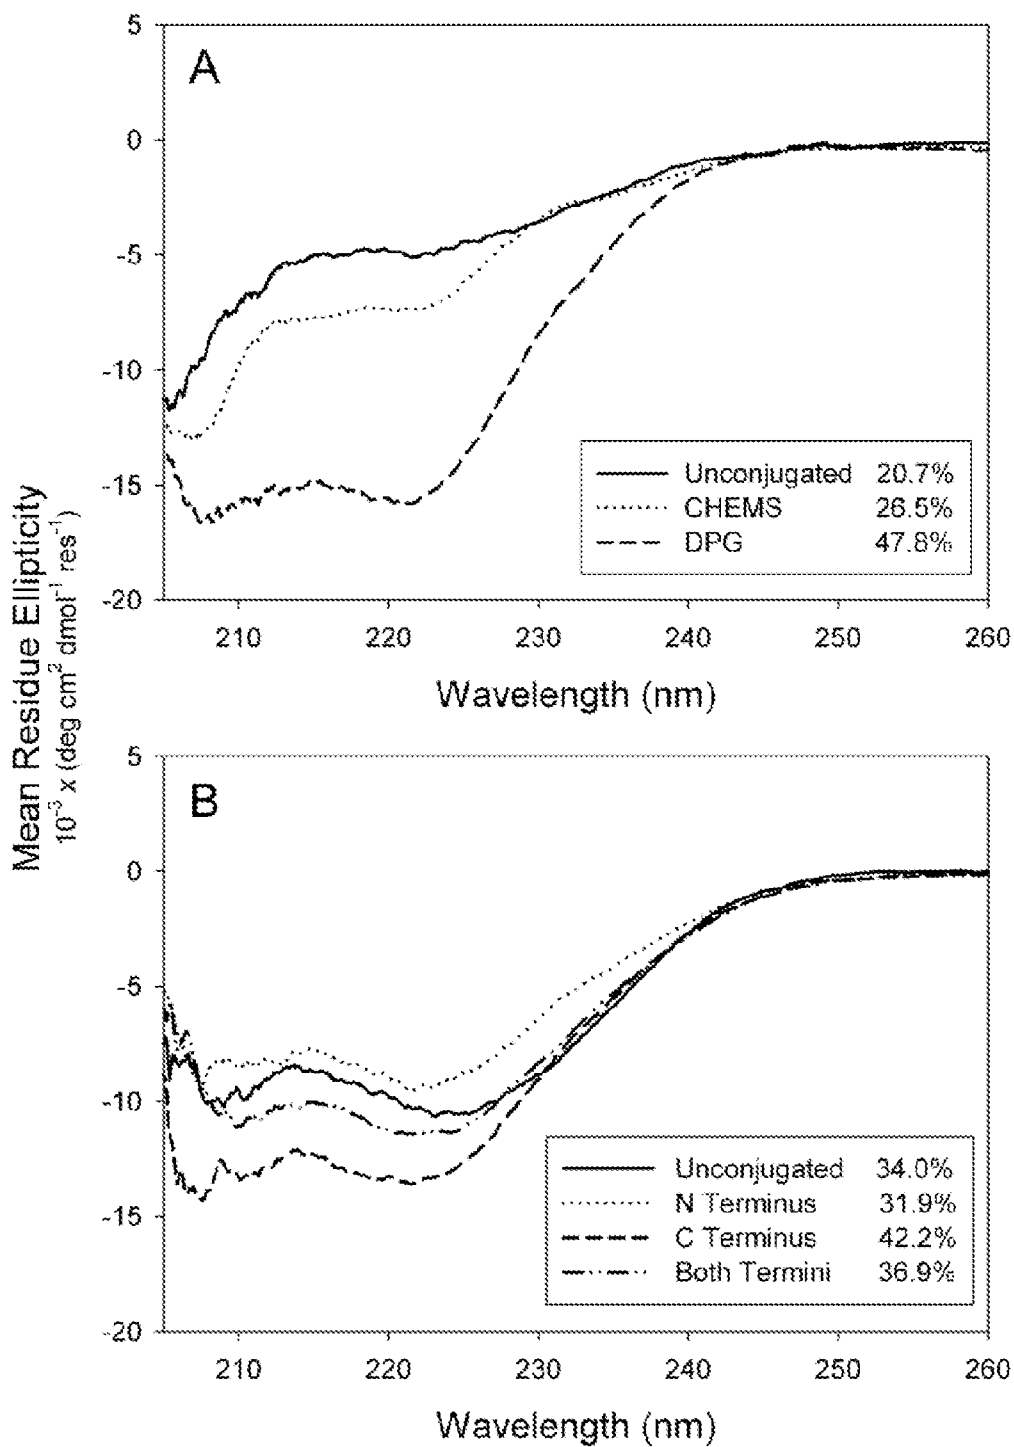 A
5
0
-5
-10
-15
-20
Unconjugated 20.7%
CHEMS 26.5%
DPG 47.8%
210 220 230 240 250 260
Wavelength (nm)
Mean Residue Ellipticity
10⁻³ x (deg cm² dmol⁻¹ res⁻¹)
B
5
0
-5
-10
-15
-20
Unconjugated 34.0%
N Terminus 31.9%
C Terminus 42.2%
Both Termini 36.9%
210 220 230 240 250 260
Wavelength (nm)